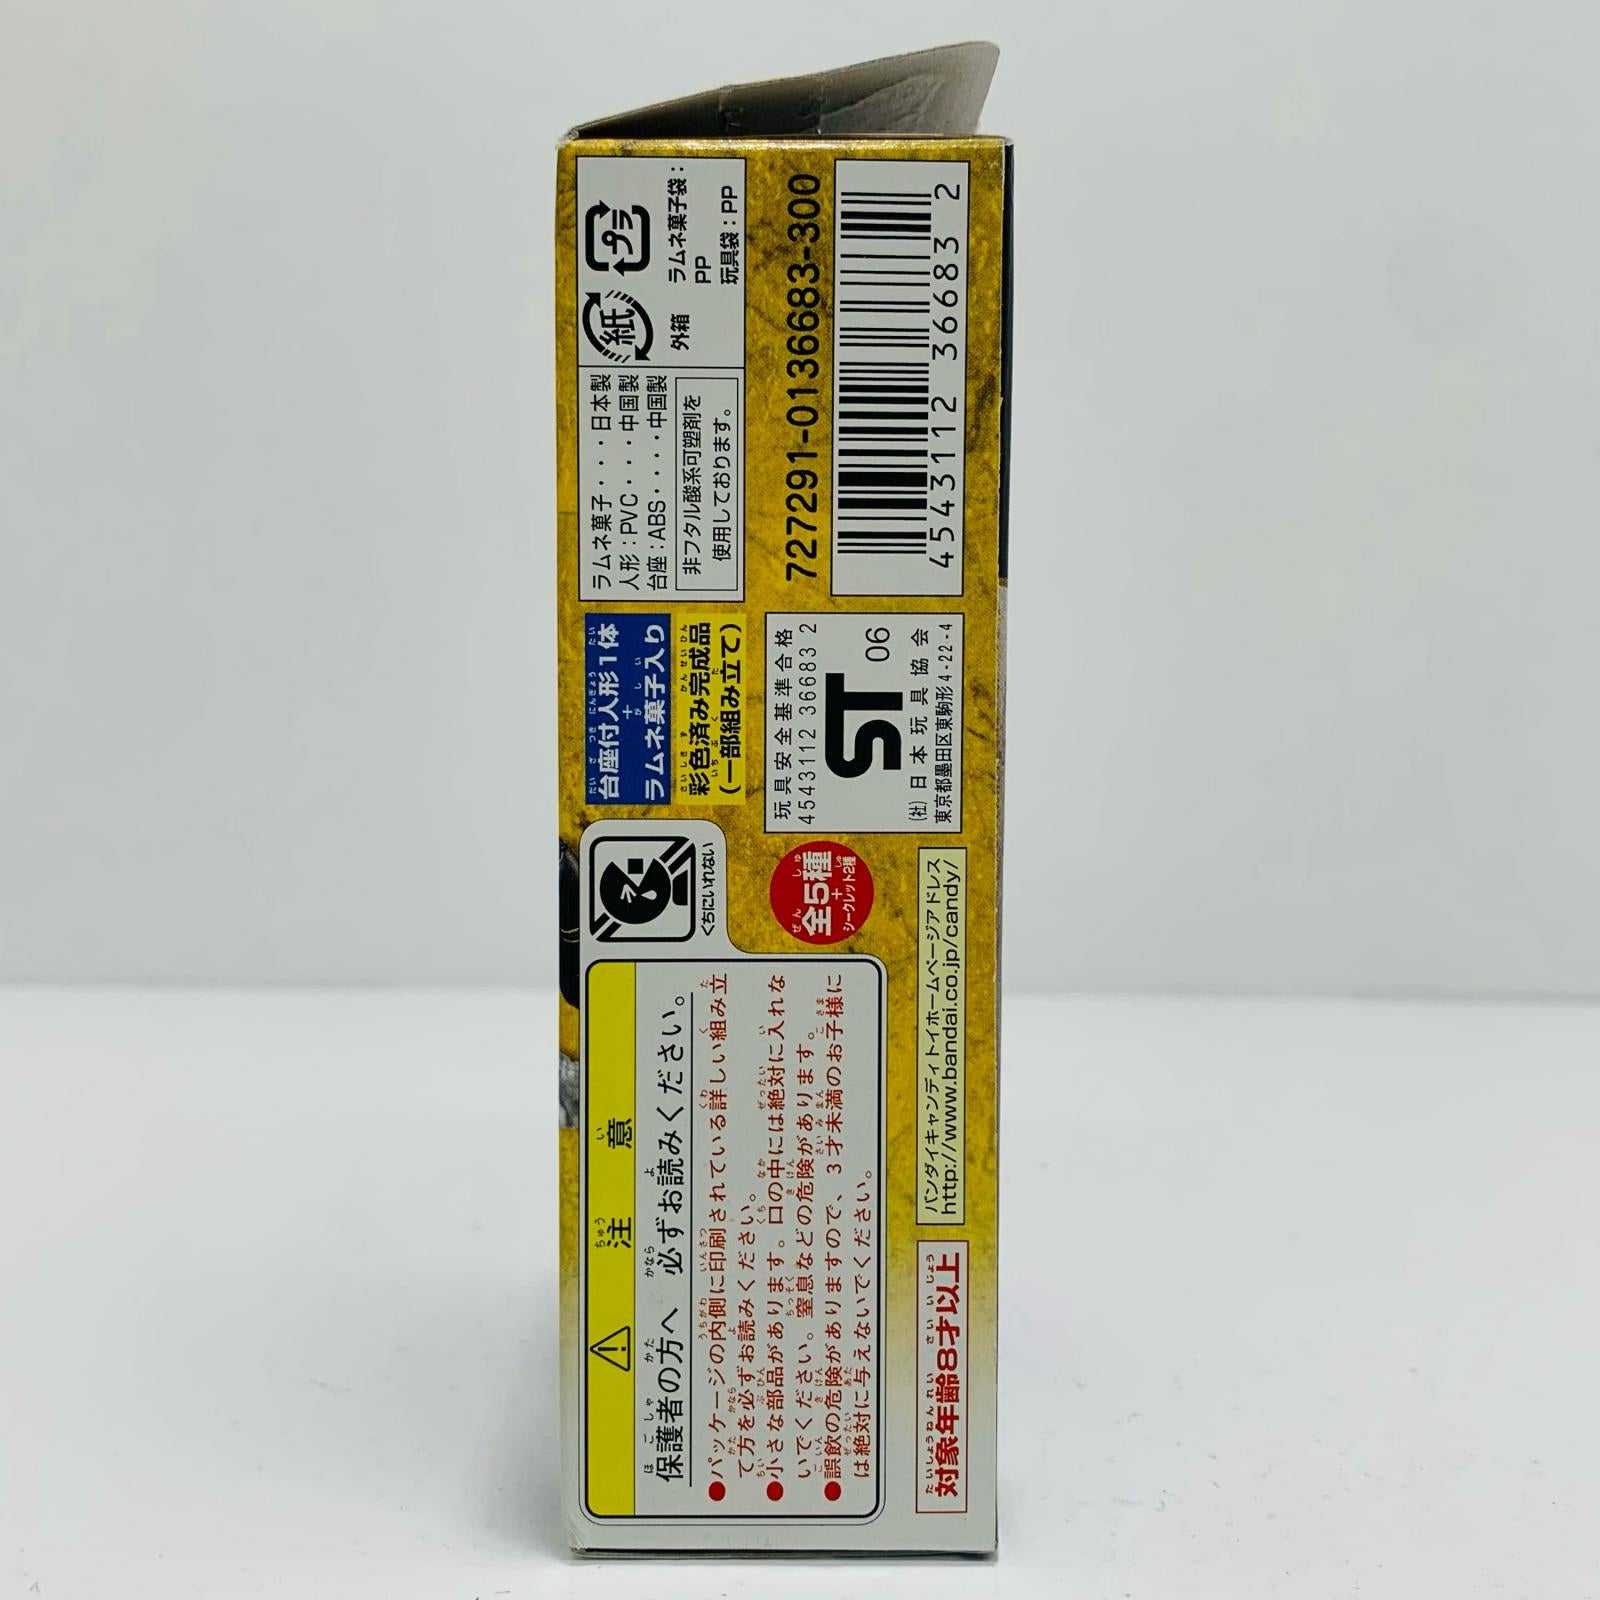 注意
保護者の方へ 必ずお読みください。
●パッケージの内側に印刷されている詳しい組み立
て方を必ずお読みください。
●小さな部品があります。口の中には絶対に入れな
いでください。窒息などの危険があります。
●誤飲の危険がありますので、3才未満のお子様に
は絶対に与えないでください。
対象年齢8才以上
バンダイキャンディトイホームページアドレス
http://www.bandai.co.jp/candy/
くちにいれない
全5種
+
シークレット2種
台座付人形1体
+
ラムネ菓子入り
彩色済み完成品
(一部組み立て)
玩具安全基準合格
4543112 36683 2
ST
06
(社)日本玩具協会
東京都墨田区東駒形4-22-4
ラムネ菓子・・・・日本製
人形:PVC・・・・中国製
台座:ABS・・・・中国製
非フタル酸系可塑剤を
使用しております。
紙
外箱
プラ
ラムネ菓子袋:
PP
玩具袋:PP
727291-0136683-300
4543112366832